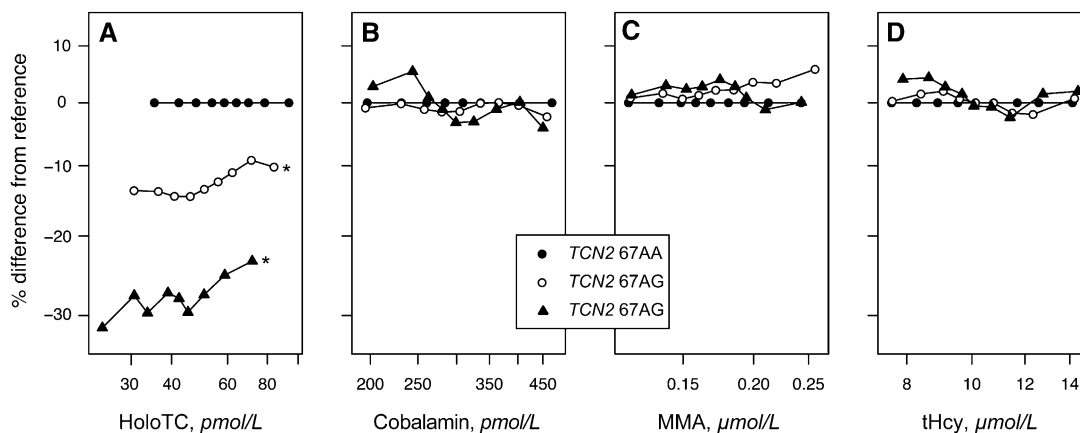 A
B
C
D
% difference from reference
10
0
−10
−20
−30
*
*
TCN2 67AA
TCN2 67AG
TCN2 67AG
30 40 60 80
200 250 350 450
0.15 0.20 0.25
8 10 12 14
HoloTC, pmol/L
Cobalamin, pmol/L
MMA, µmol/L
tHcy, µmol/L